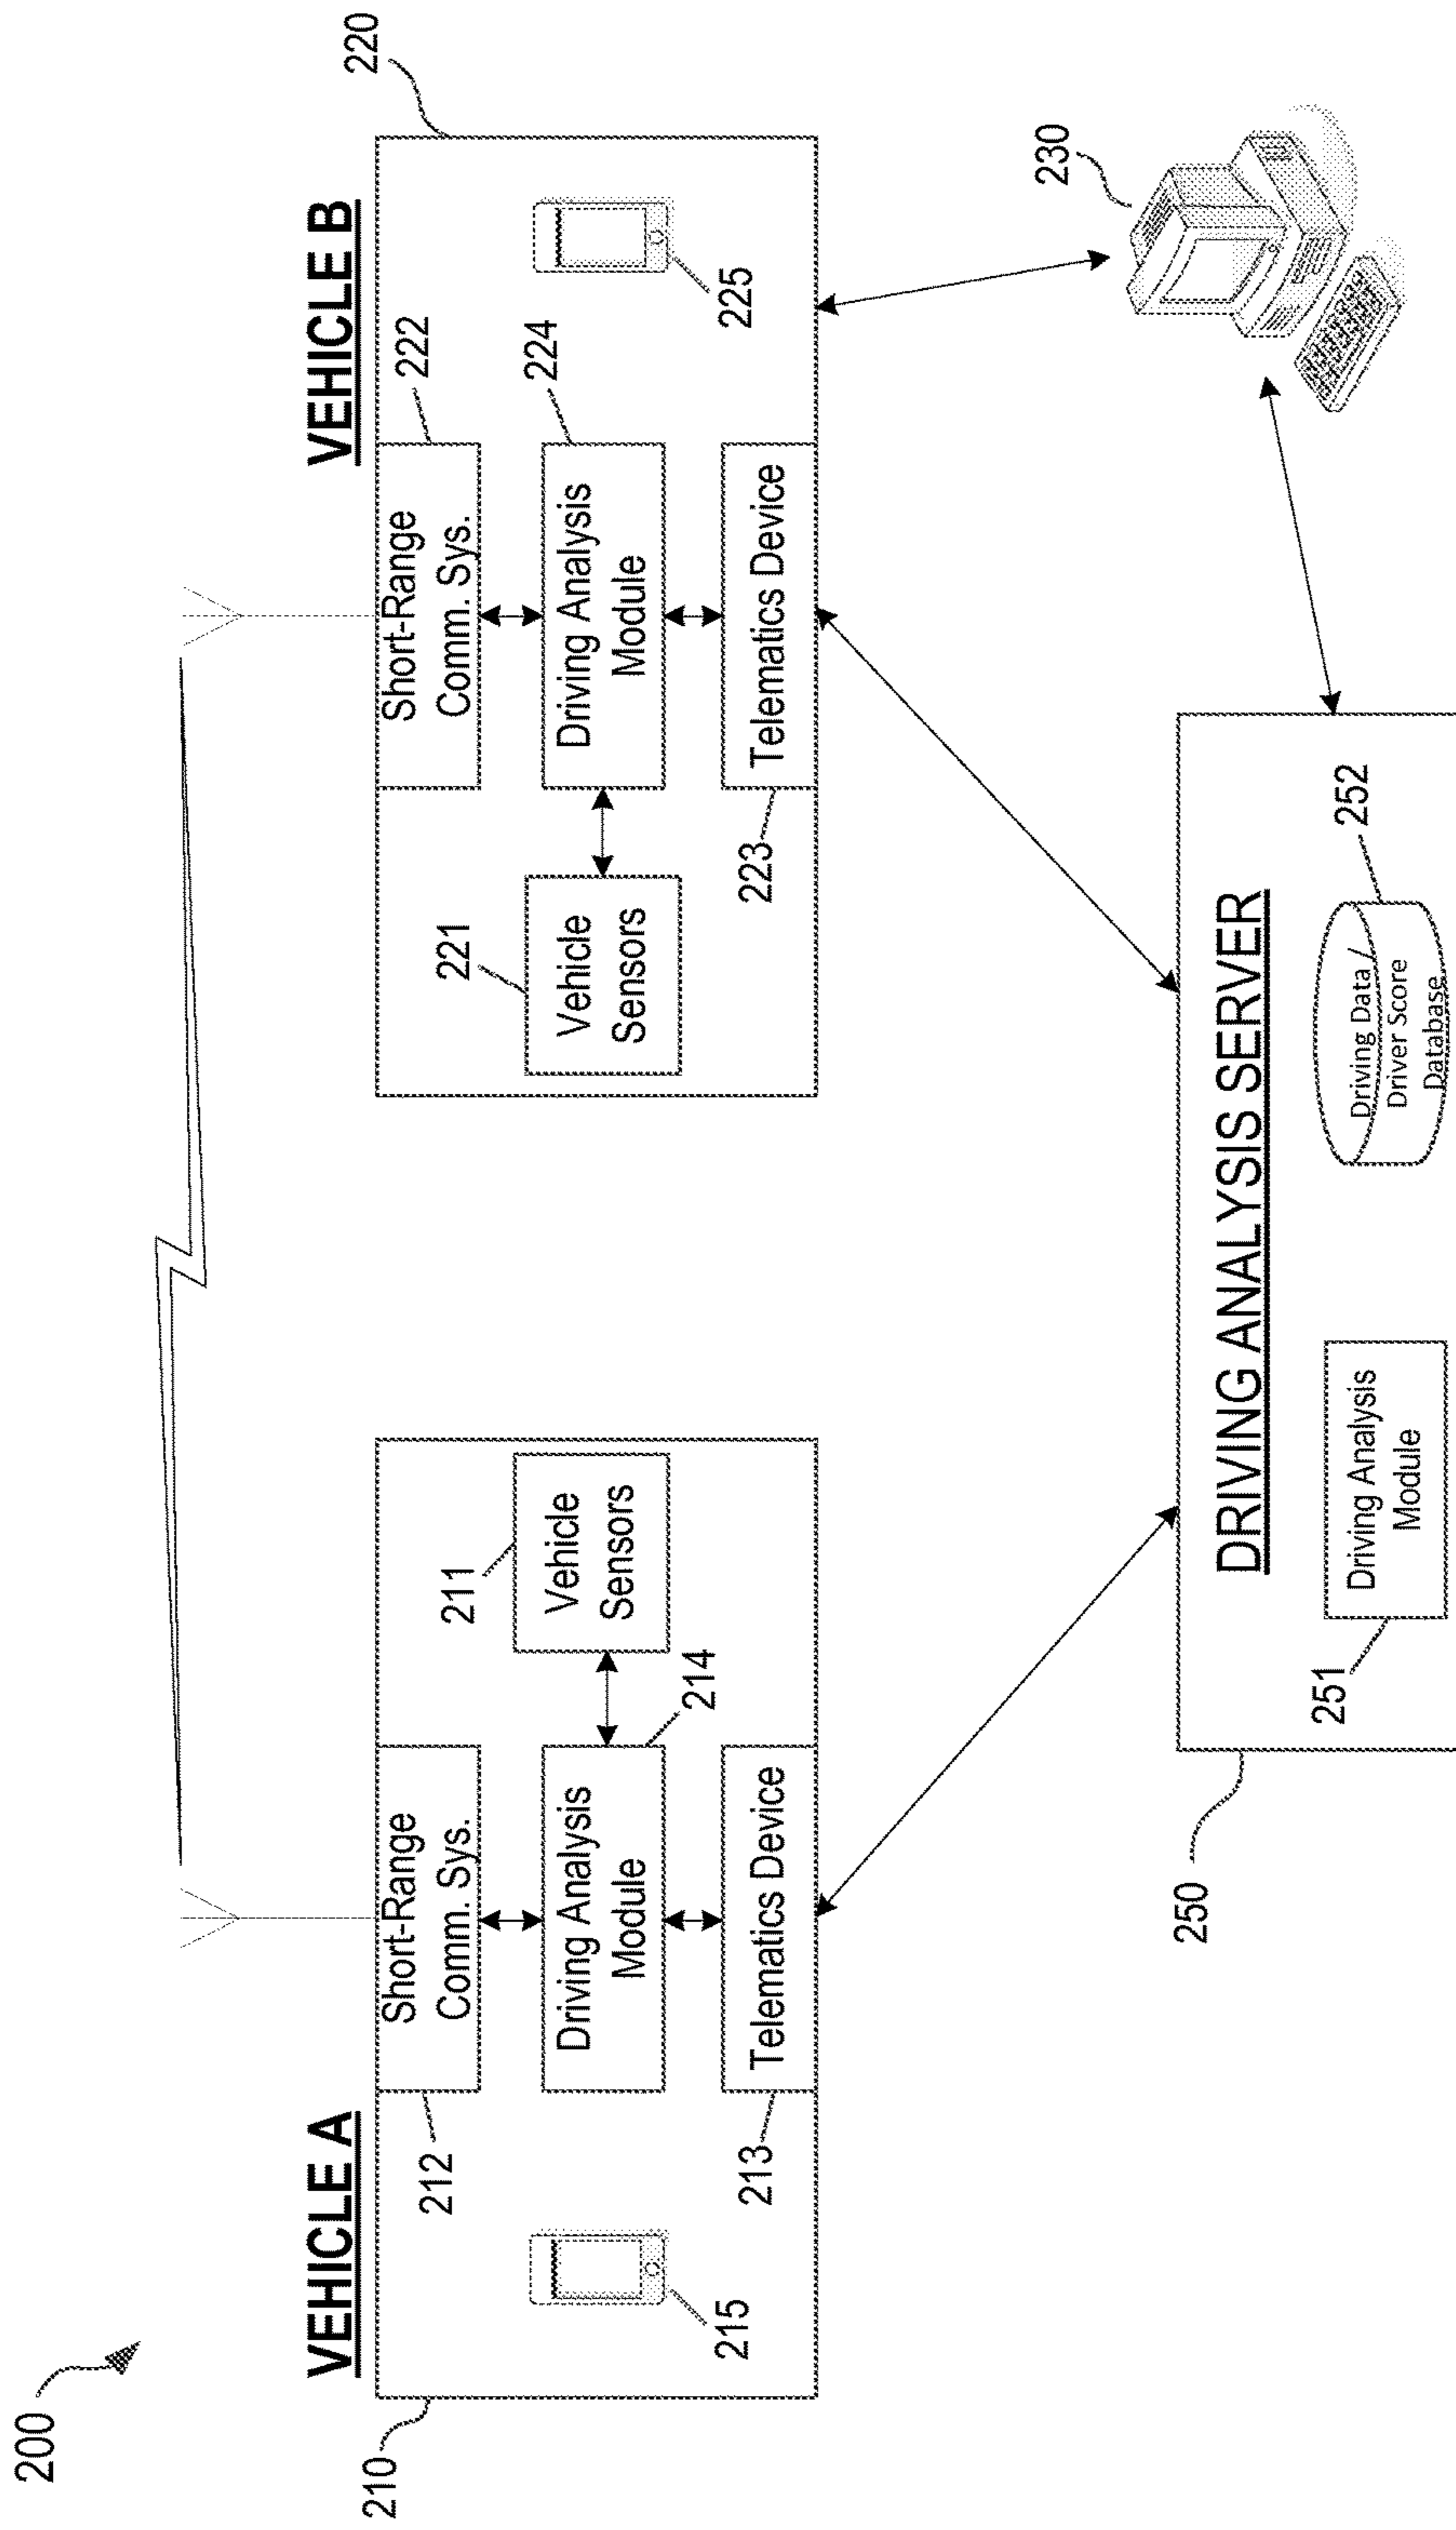 200
VEHICLE A
VEHICLE B
210
220
212
Short-Range
Comm. Sys.
Short-Range
Comm. Sys.
222
215
Driving Analysis
Module
214
211
Vehicle
Sensors
221
Vehicle
Sensors
Driving Analysis
Module
224
225
213
Telematics Device
223
Telematics Device
230
250
DRIVING ANALYSIS SERVER
251
Driving Analysis
Module
Driving Data /
Driver Score
Database
252